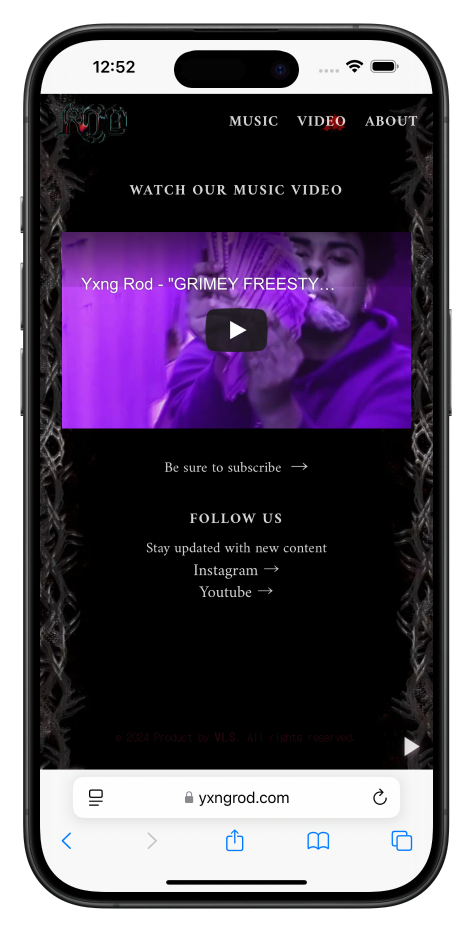 12:52
MUSIC VIDEO ABOUT
WATCH OUR MUSIC VIDEO
Yxng Rod - "GRIMEY FREESTY...
Be sure to subscribe →
FOLLOW US
Stay updated with new content
Instagram →
Youtube →
© 2024 Product by VLS. All rights reserved.
yxngrod.com